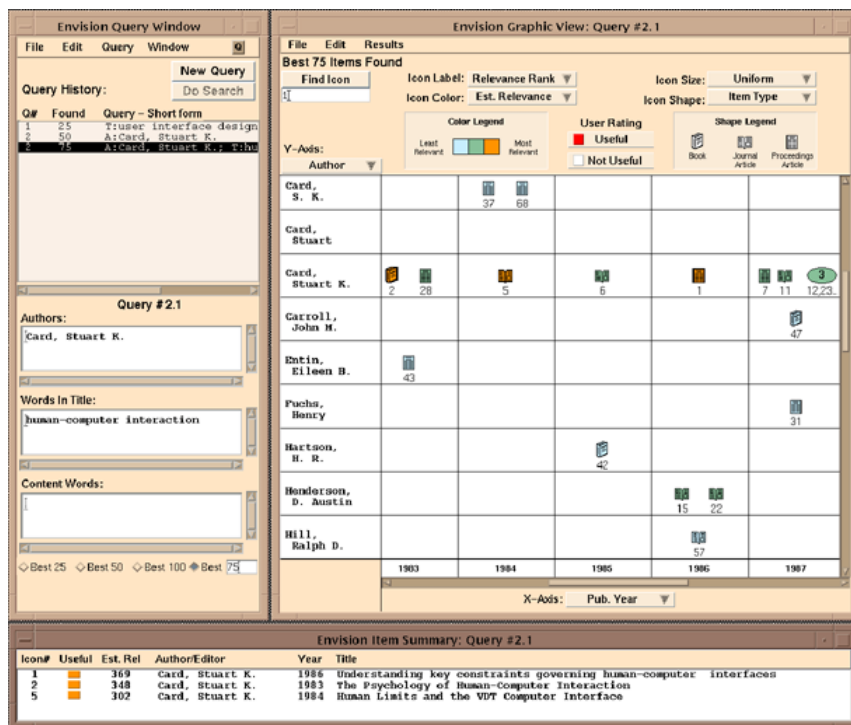 Envision Query Window
File Edit Query Window Q
New Query
Query History: Do Search
Q# Found Query - Short form
1 25 T:user interface design
2 50 A:Card, Stuart K.
2 75 A:Card, Stuart K.; T:hu
Query #2.1
Authors:
Card, Stuart K.
Words In Title:
human-computer interaction
Content Words:
Best 25 Best 50 Best 100 Best 75
Envision Graphic View: Query #2.1
File Edit Results
Best 75 Items Found
Find Icon Icon Label: Relevance Rank Icon Size: Uniform
1 Icon Color: Est. Relevance Icon Shape: Item Type
Color Legend User Rating Shape Legend
Least Relevant Most Relevant Useful
Not Useful Book Journal Article Proceedings Article
Y-Axis:
Author
Card, S. K. 37 68
Card, Stuart
Card, Stuart K. 2 28 5 6 1 7 11 3 12,23..
Carroll, John M. 47
Entin, Eileen B. 43
Fuchs, Henry 31
Hartson, H. R. 42
Henderson, D. Austin 15 22
Hill, Ralph D. 57
1983 1984 1985 1986 1987
X-Axis: Pub. Year
Envision Item Summary: Query #2.1
Icon# Useful Est. Rel Author/Editor Year Title
1 369 Card, Stuart K. 1986 Understanding key constraints governing human-computer interfaces
2 348 Card, Stuart K. 1983 The Psychology of Human-Computer Interaction
5 302 Card, Stuart K. 1984 Human Limits and the VDT Computer Interface